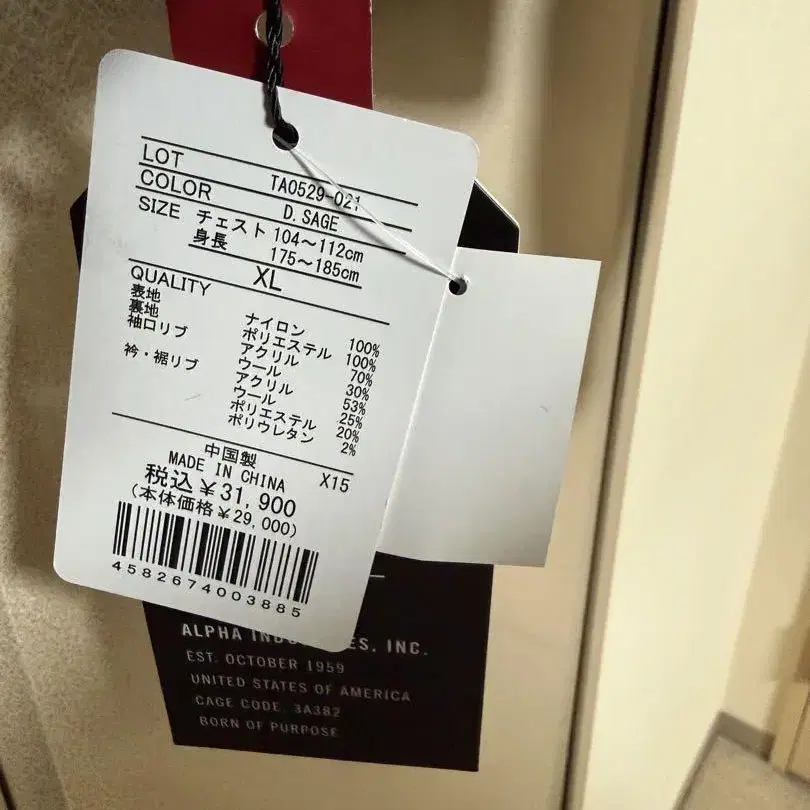 LOT TA0529-021
COLOR D.SAGE
SIZE チェスト 104～112cm
身長 175～185cm
XL
QUALITY
表地 ナイロン 100%
裏地 ポリエステル 100%
袖口リブ アクリル 70%
ウール 30%
衿・裾リブ アクリル 53%
ウール 25%
ポリエステル 20%
ポリウレタン 2%
中国製
MADE IN CHINA X15
税込￥31,900
(本体価格￥29,000)
4582674003885
ALPHA INC.
EST. OCTOBER 1959
UNITED STATES OF AMERICA
CAGE CODE. 3A382
BORN OF PURPOSE